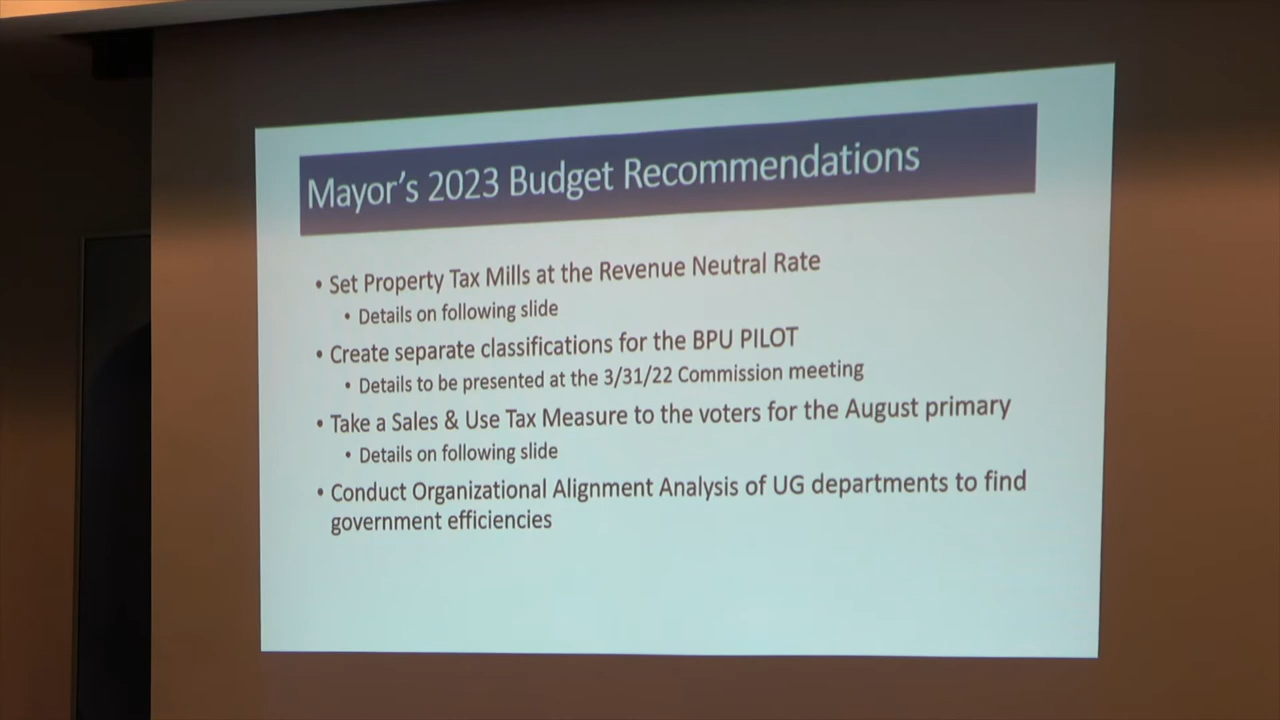 Mayor's 2023 Budget Recommendations
• Set Property Tax Mills at the Revenue Neutral Rate
• Details on following slide
• Create separate classifications for the BPU PILOT
• Details to be presented at the 3/31/22 Commission meeting
• Take a Sales & Use Tax Measure to the voters for the August primary
• Details on following slide
• Conduct Organizational Alignment Analysis of UG departments to find
government efficiencies